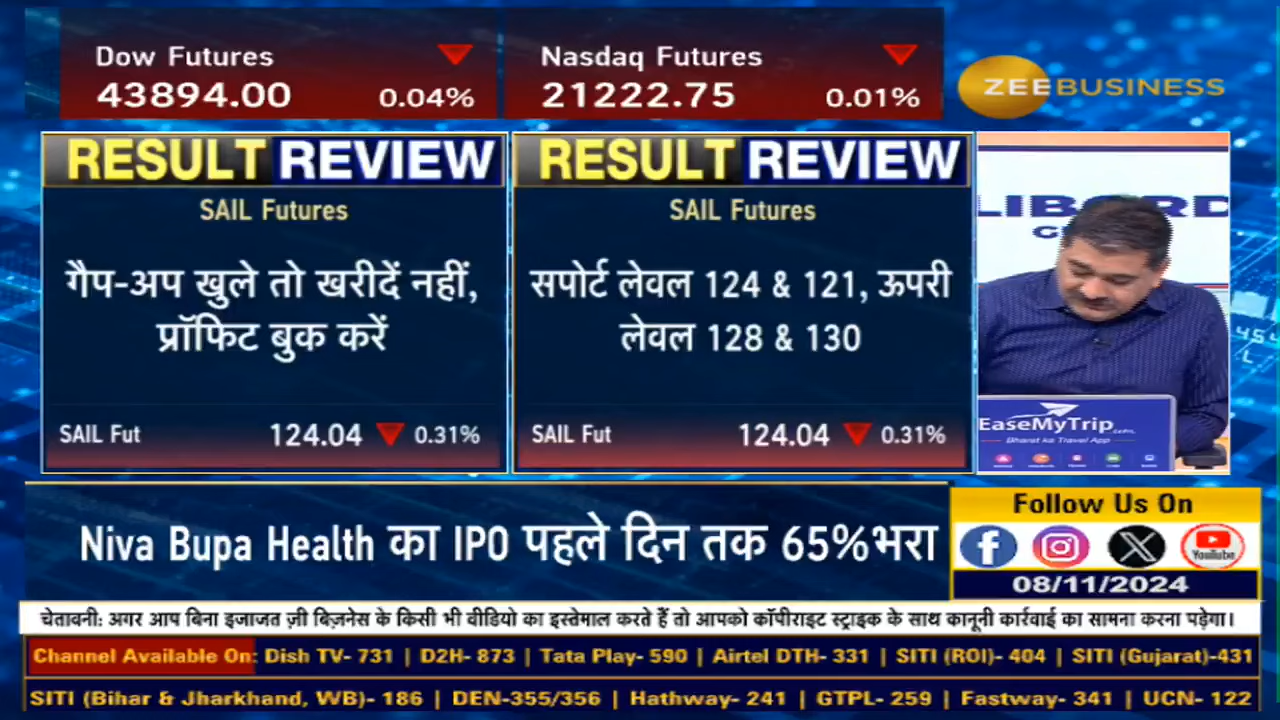 Dow Futures
43894.00 0.04%
Nasdaq Futures
21222.75 0.01%
ZEEBUSINESS
RESULT REVIEW
SAIL Futures
गैप-अप खुले तो खरीदें नहीं,
प्रॉफिट बुक करें
SAIL Fut 124.04 0.31%
RESULT REVIEW
SAIL Futures
सपोर्ट लेवल 124 & 121, ऊपरी
लेवल 128 & 130
SAIL Fut 124.04 0.31%
EaseMyTrip
Bharat ka Travel App
Niva Bupa Health का IPO पहले दिन तक 65%भरा
Follow Us On
YouTube
08/11/2024
चेतावनी: अगर आप बिना इजाजत ज़ी बिज़नेस के किसी भी वीडियो का इस्तेमाल करते हैं तो आपको कॉपीराइट स्ट्राइक के साथ कानूनी कार्रवाई का सामना करना पड़ेगा।
Channel Available On: Dish TV- 731 | D2H- 873 | Tata Play- 590 | Airtel DTH- 331 | SITI (ROI)- 404 | SITI (Gujarat)-431
SITI (Bihar & Jharkhand, WB)- 186 | DEN-355/356 | Hathway- 241 | GTPL- 259 | Fastway- 341 | UCN- 122